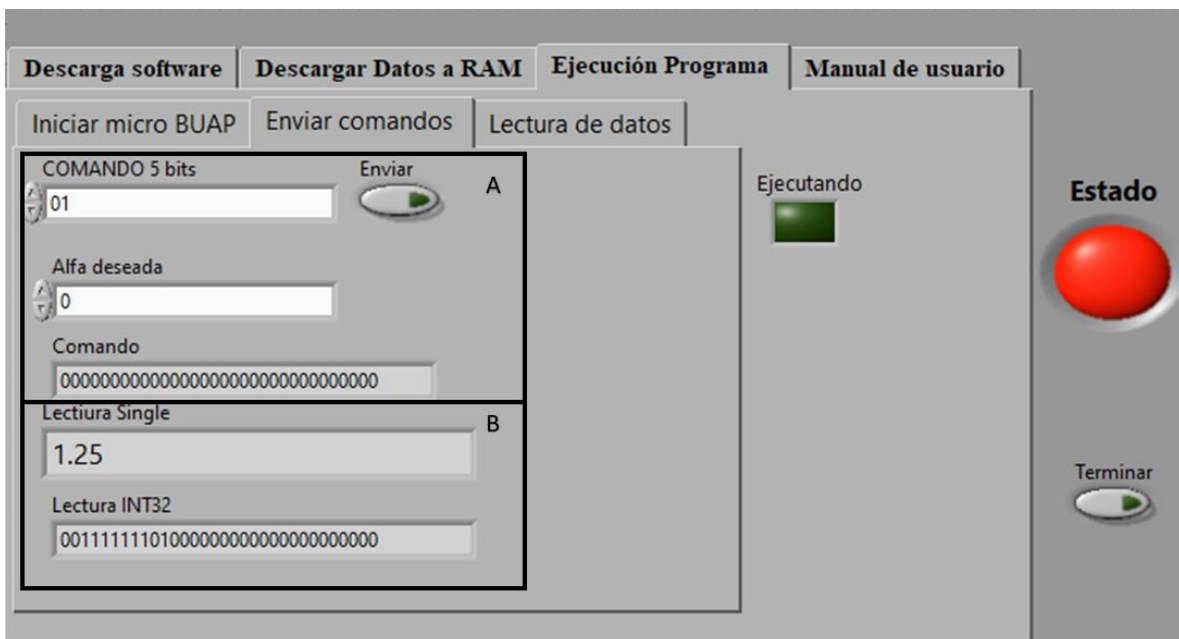 Descarga software
Descargar Datos a RAM
Ejecución Programa
Manual de usuario
Iniciar micro BUAP
Enviar comandos
Lectura de datos
COMANDO 5 bits
Enviar
A
01
Ejecutando
Estado
Alfa deseada
0
Comando
00000000000000000000000000000000
Lectiura Single
B
1.25
Terminar
Lectura INT32
00111111101000000000000000000000